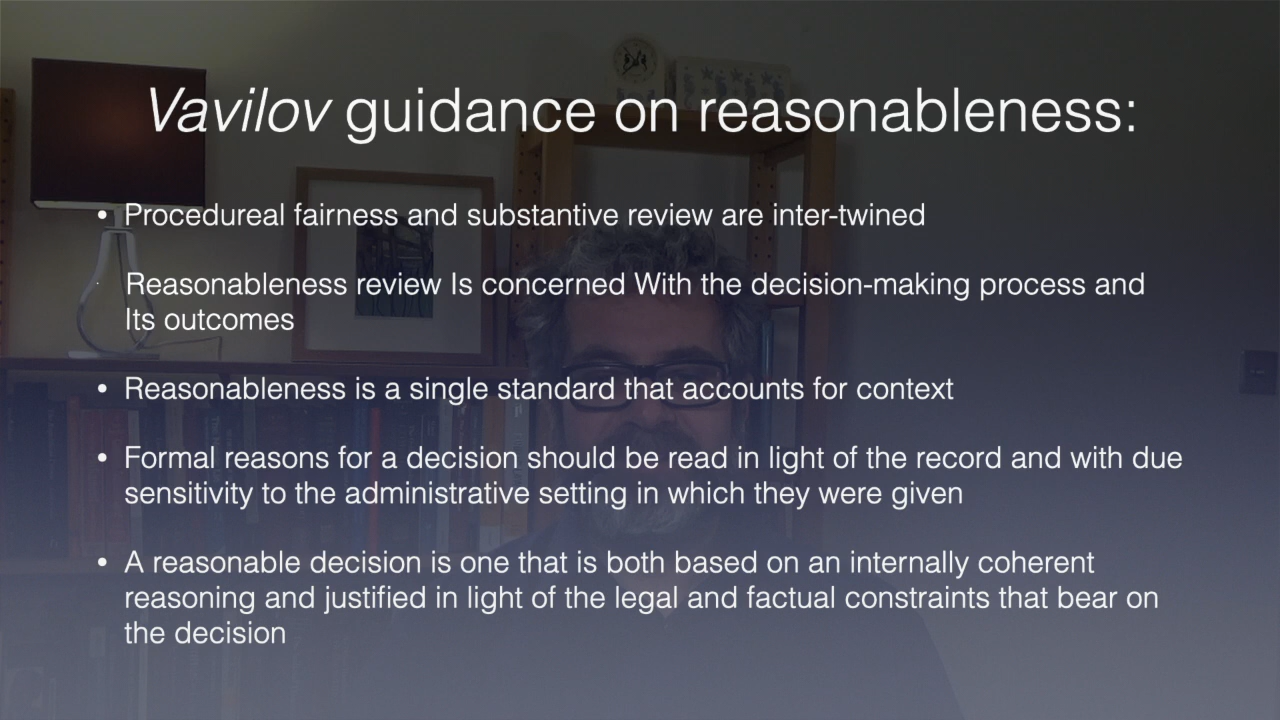 Vavilov guidance on reasonableness:
• Procedureal fairness and substantive review are inter-twined
· Reasonableness review Is concerned With the decision-making process and
Its outcomes
• Reasonableness is a single standard that accounts for context
• Formal reasons for a decision should be read in light of the record and with due
sensitivity to the administrative setting in which they were given
• A reasonable decision is one that is both based on an internally coherent
reasoning and justified in light of the legal and factual constraints that bear on
the decision